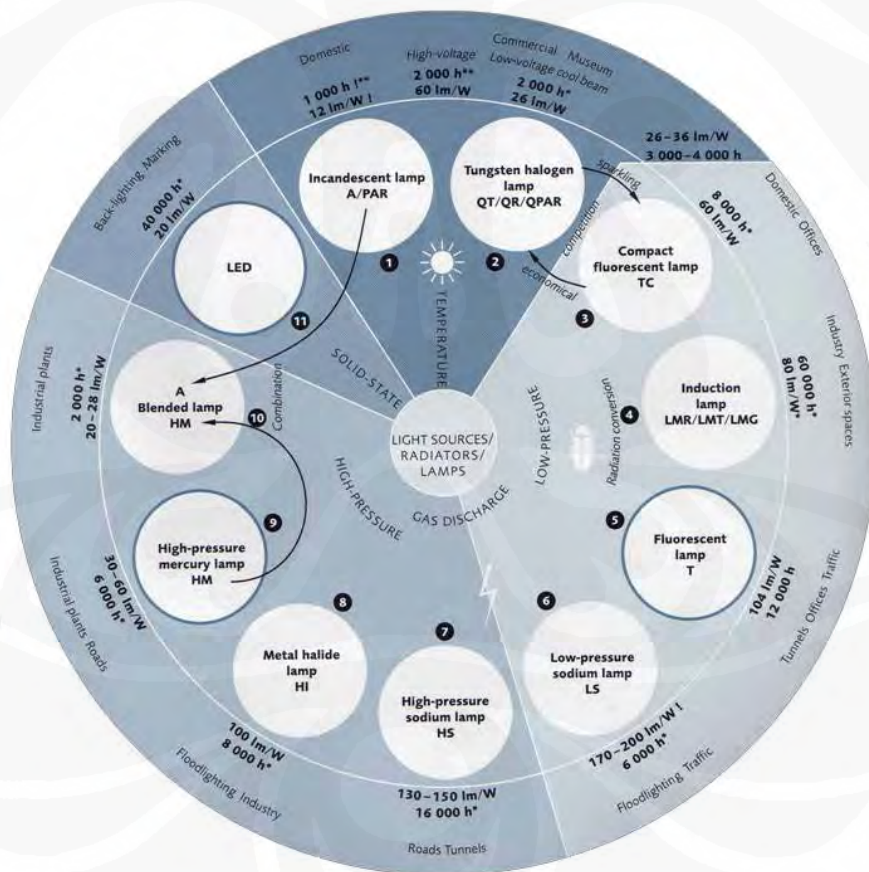 Domestic
1 000 h !**
12 lm/W !
High-voltage
2 000 h**
60 lm/W
Commercial Museum
Low-voltage cool beam
2 000 h*
26 lm/W
26–36 lm/W
3 000–4 000 h
Incandescent lamp
A/PAR
1
Tungsten halogen
lamp
QT/QR/QPAR
2
sparkling
competition
economical
Domestic Offices
8 000 h*
60 lm/W
Compact
fluorescent lamp
TC
3
Industry Exterior spaces
60 000 h*
80 lm/W*
Induction
lamp
LMR/LMT/LMG
4
Radiation conversion
Fluorescent
lamp
T
5
104 lm/W
12 000 h
Tunnels Offices Traffic
Low-pressure
sodium lamp
LS
6
170–200 lm/W !
6 000 h*
Floodlighting Traffic
High-pressure
sodium lamp
HS
7
130–150 lm/W
16 000 h*
Roads Tunnels
Metal halide
lamp
HI
8
100 lm/W
8 000 h*
Floodlighting Industry
High-pressure
mercury lamp
HM
9
30–60 lm/W
6 000 h*
Industrial plants Roads
A
Blended lamp
HM
10
Combination
2 000 h*
20–28 lm/W
Industrial plants
LED
11
40 000 h*
20 lm/W
Back-lighting Marking
TEMPERATURE
SOLID-STATE
LIGHT SOURCES/
RADIATORS/
LAMPS
LOW-PRESSURE
HIGH-PRESSURE
GAS DISCHARGE